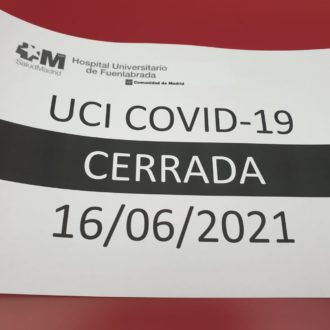 SaludMadrid
Hospital Universitario
de Fuenlabrada
Comunidad de Madrid
UCI COVID-19
CERRADA
16/06/2021